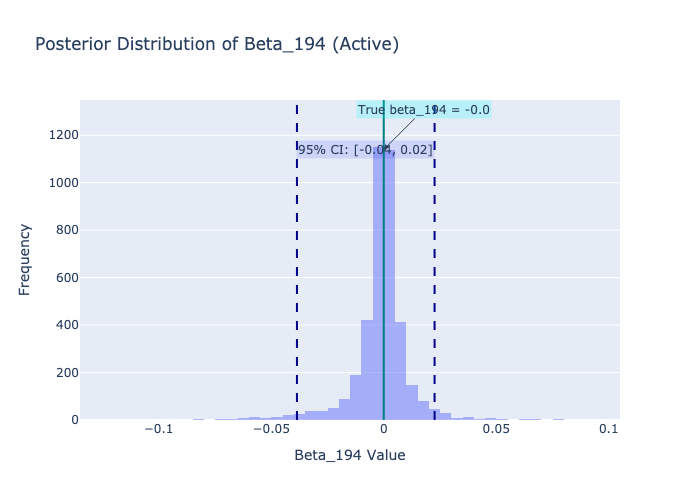 Posterior Distribution of Beta_194 (Active)
True beta_194 = -0.0
95% CI: [-0.04, 0.02]
1200
1000
800
600
400
200
0
Frequency
−0.1
−0.05
0
0.05
0.1
Beta_194 Value